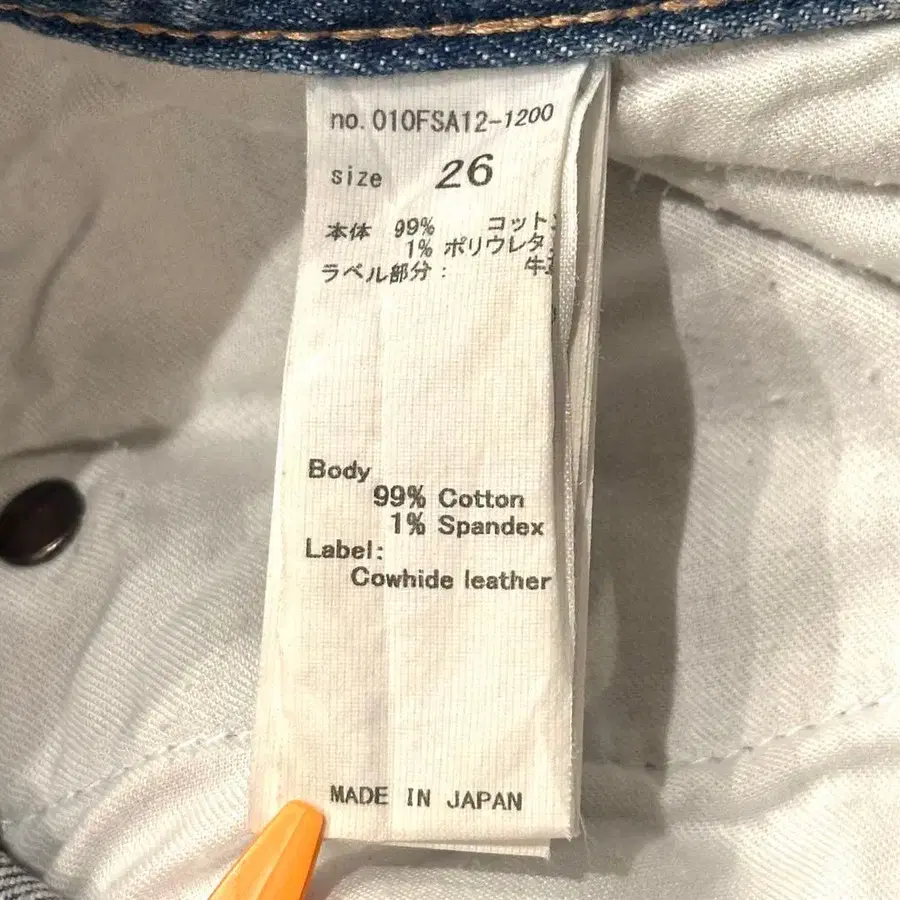 no. 010FSA12-1200
size 26
本体 99% コット
1% ポリウレタ
ラベル部分: 牛
Body
99% Cotton
1% Spandex
Label:
Cowhide leather
MADE IN JAPAN